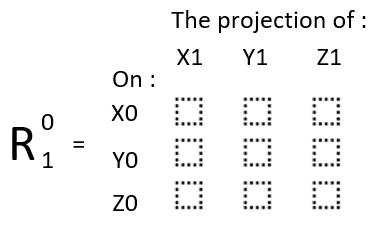 The projection of :
X1 Y1 Z1
On :
X0
R 0 1 =
Y0
Z0